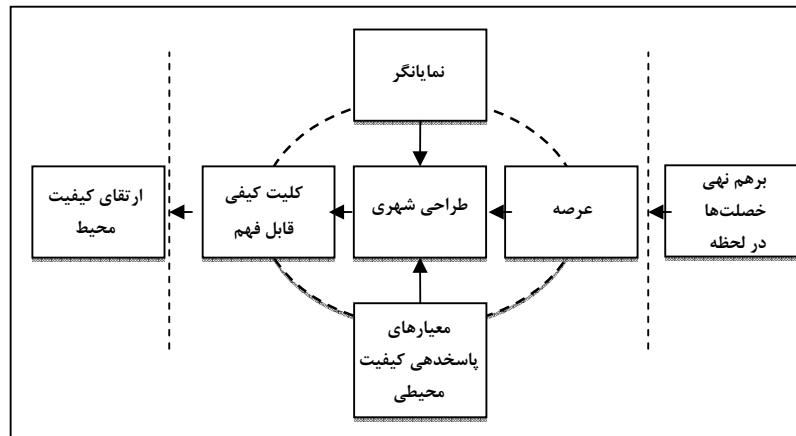 نمایانگر
برهم نهی
خصلت‌ها
در لحظه
عرصه
طراحی شهری
کلیت کیفی
قابل فهم
ارتقای کیفیت
محیط
معیارهای
پاسخدهی کیفیت
محیطی